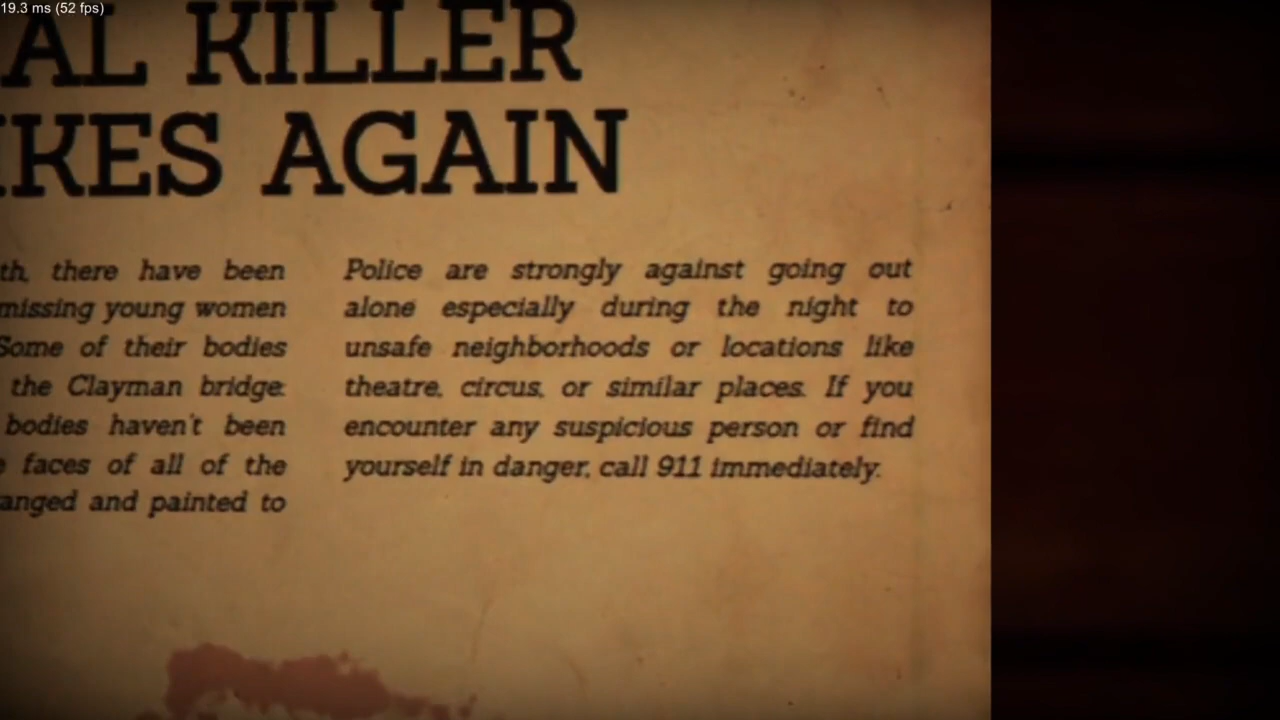 19.3 ms (52 fps)
AL KILLER
IKES AGAIN
th, there have been
missing young women
Some of their bodies
the Clayman bridge.
bodies haven't been
faces of all of the
anged and painted to
Police are strongly against going out
alone especially during the night to
unsafe neighborhoods or locations like
theatre, circus, or similar places. If you
encounter any suspicious person or find
yourself in danger, call 911 immediately.